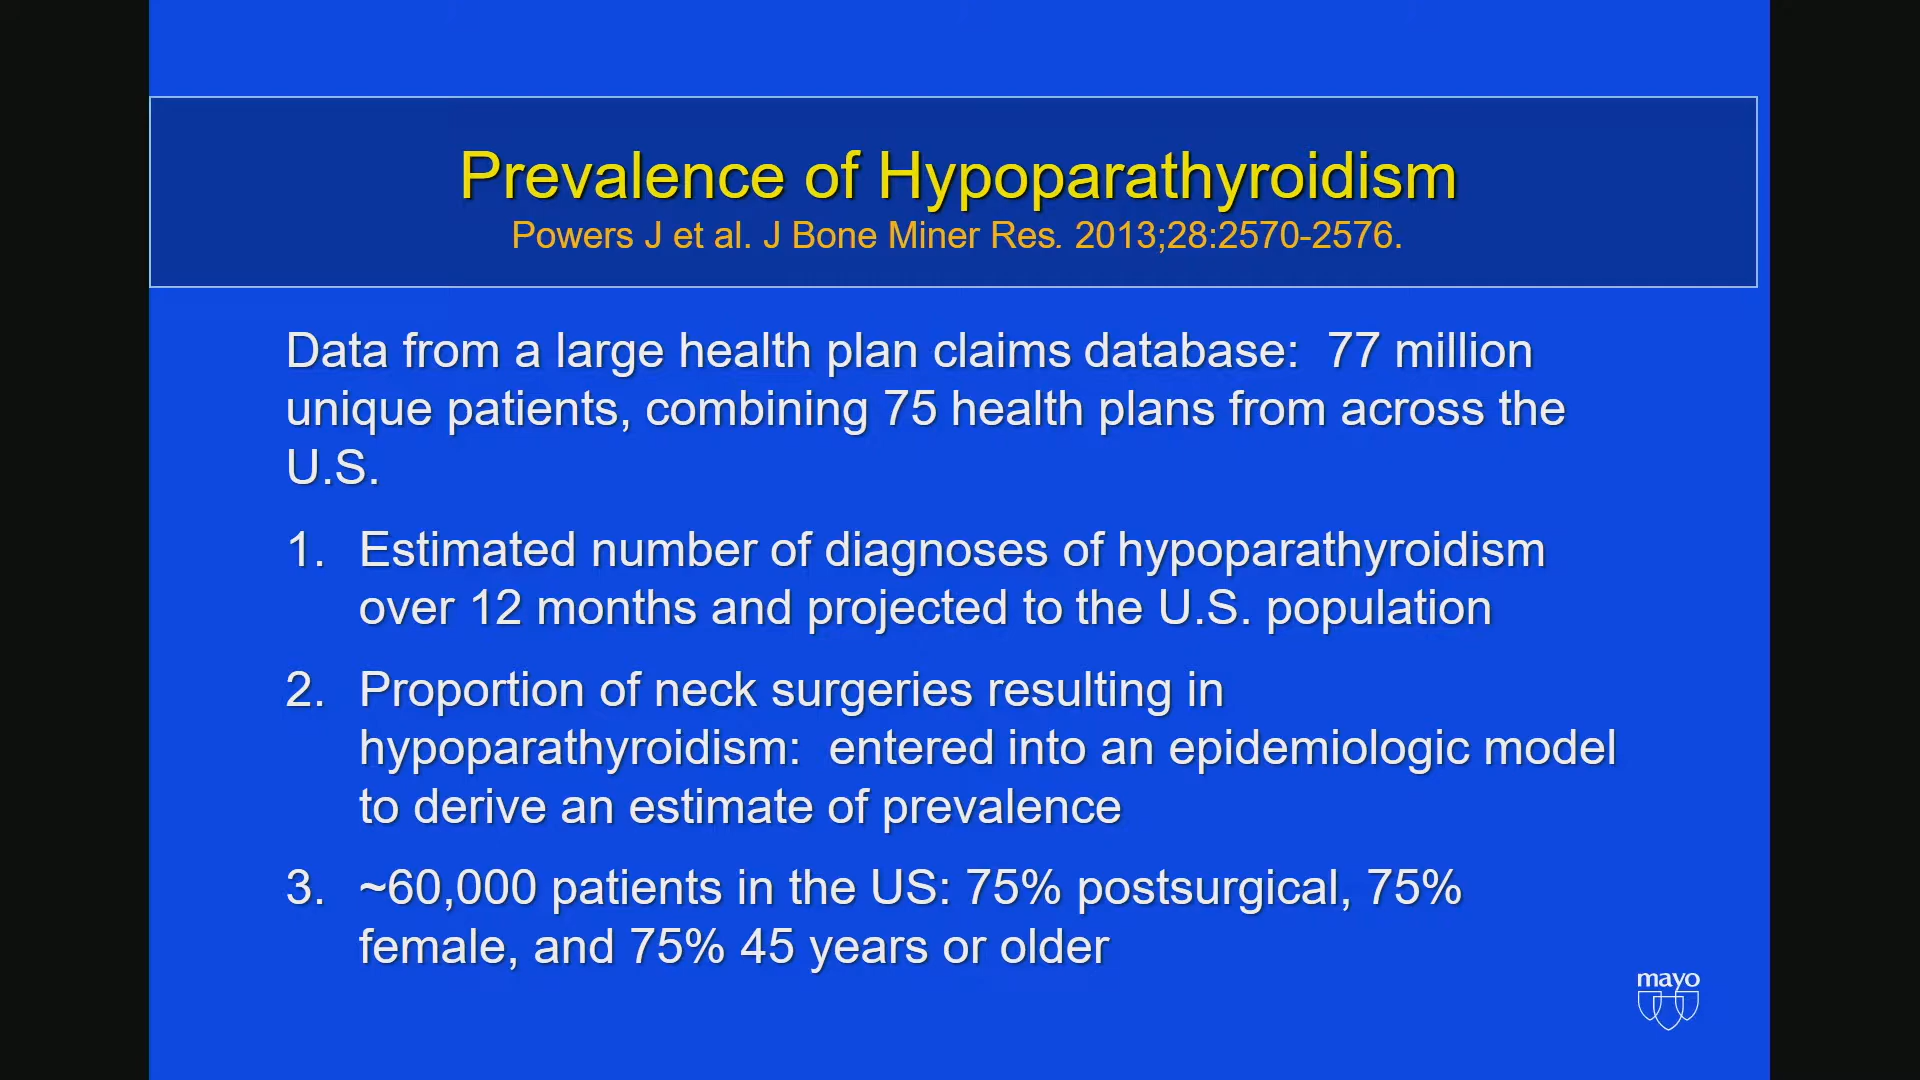 Prevalence of Hypoparathyroidism
Powers J et al. J Bone Miner Res. 2013;28:2570-2576.
Data from a large health plan claims database:  77 million
unique patients, combining 75 health plans from across the
U.S.
1. Estimated number of diagnoses of hypoparathyroidism
over 12 months and projected to the U.S. population
2. Proportion of neck surgeries resulting in
hypoparathyroidism:  entered into an epidemiologic model
to derive an estimate of prevalence
3. ~60,000 patients in the US: 75% postsurgical, 75%
female, and 75% 45 years or older
mayo